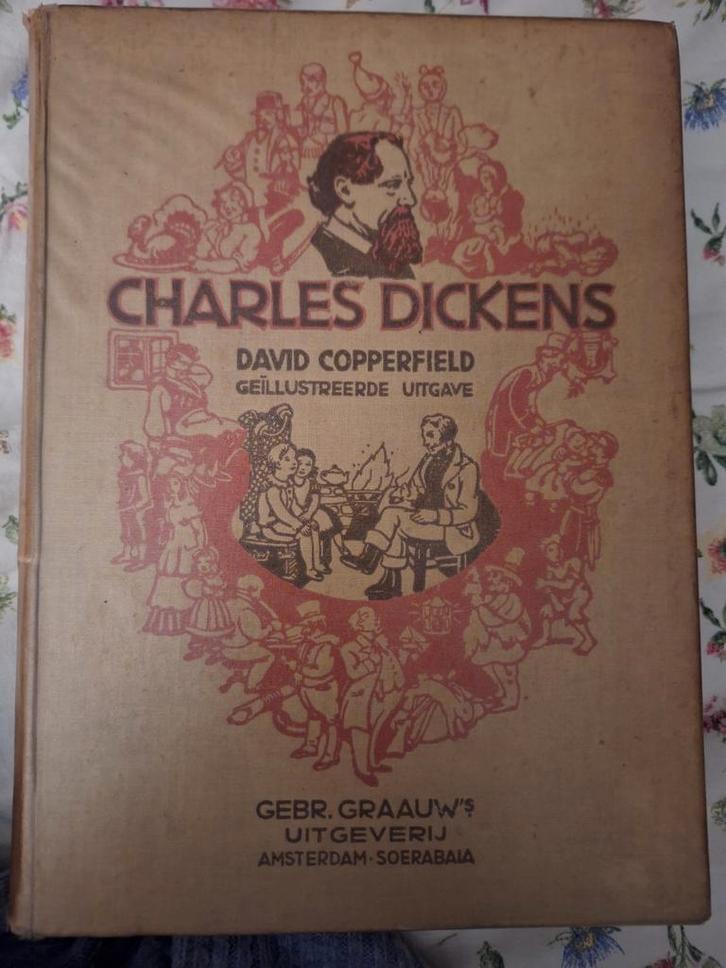 CHARLES DICKENS
DAVID COPPERFIELD
GEÏLLUSTREERDE UITGAVE
GEBR. GRAAUW'S
UITGEVERIJ
AMSTERDAM·SOERABAIA